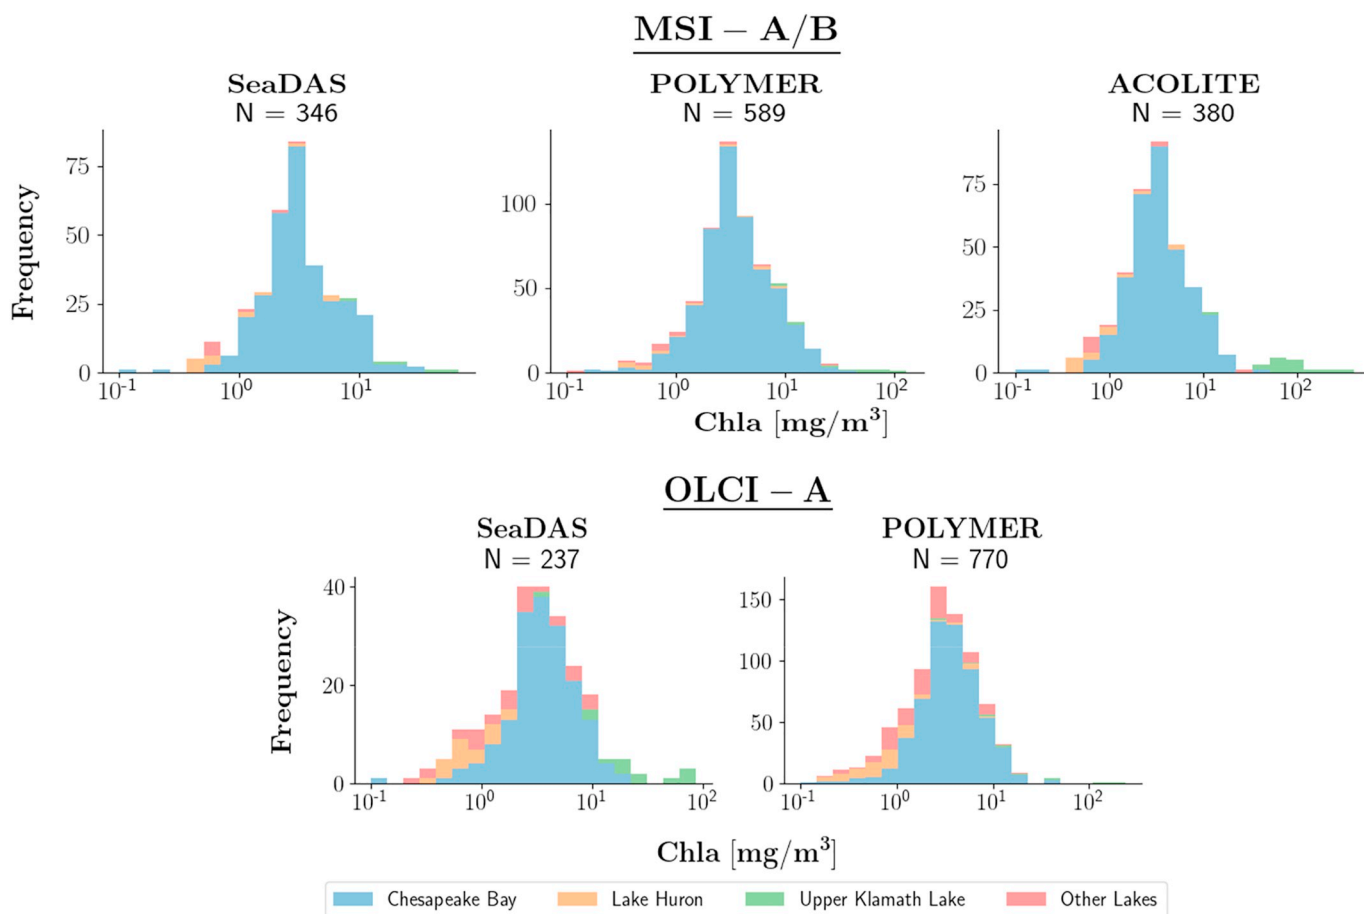 MSI – A/B
SeaDAS POLYMER ACOLITE
N = 346 N = 589 N = 380
Frequency
75
50
25
0
10⁻¹ 10⁰ 10¹
100
50
0
10⁻¹ 10⁰ 10¹ 10²
75
50
25
0
10⁻¹ 10⁰ 10¹ 10²
Chla [mg/m³]
OLCI – A
SeaDAS POLYMER
N = 237 N = 770
Frequency
40
20
0
10⁻¹ 10⁰ 10¹ 10²
150
100
50
0
10⁻¹ 10⁰ 10¹ 10²
Chla [mg/m³]
Chesapeake Bay Lake Huron Upper Klamath Lake Other Lakes